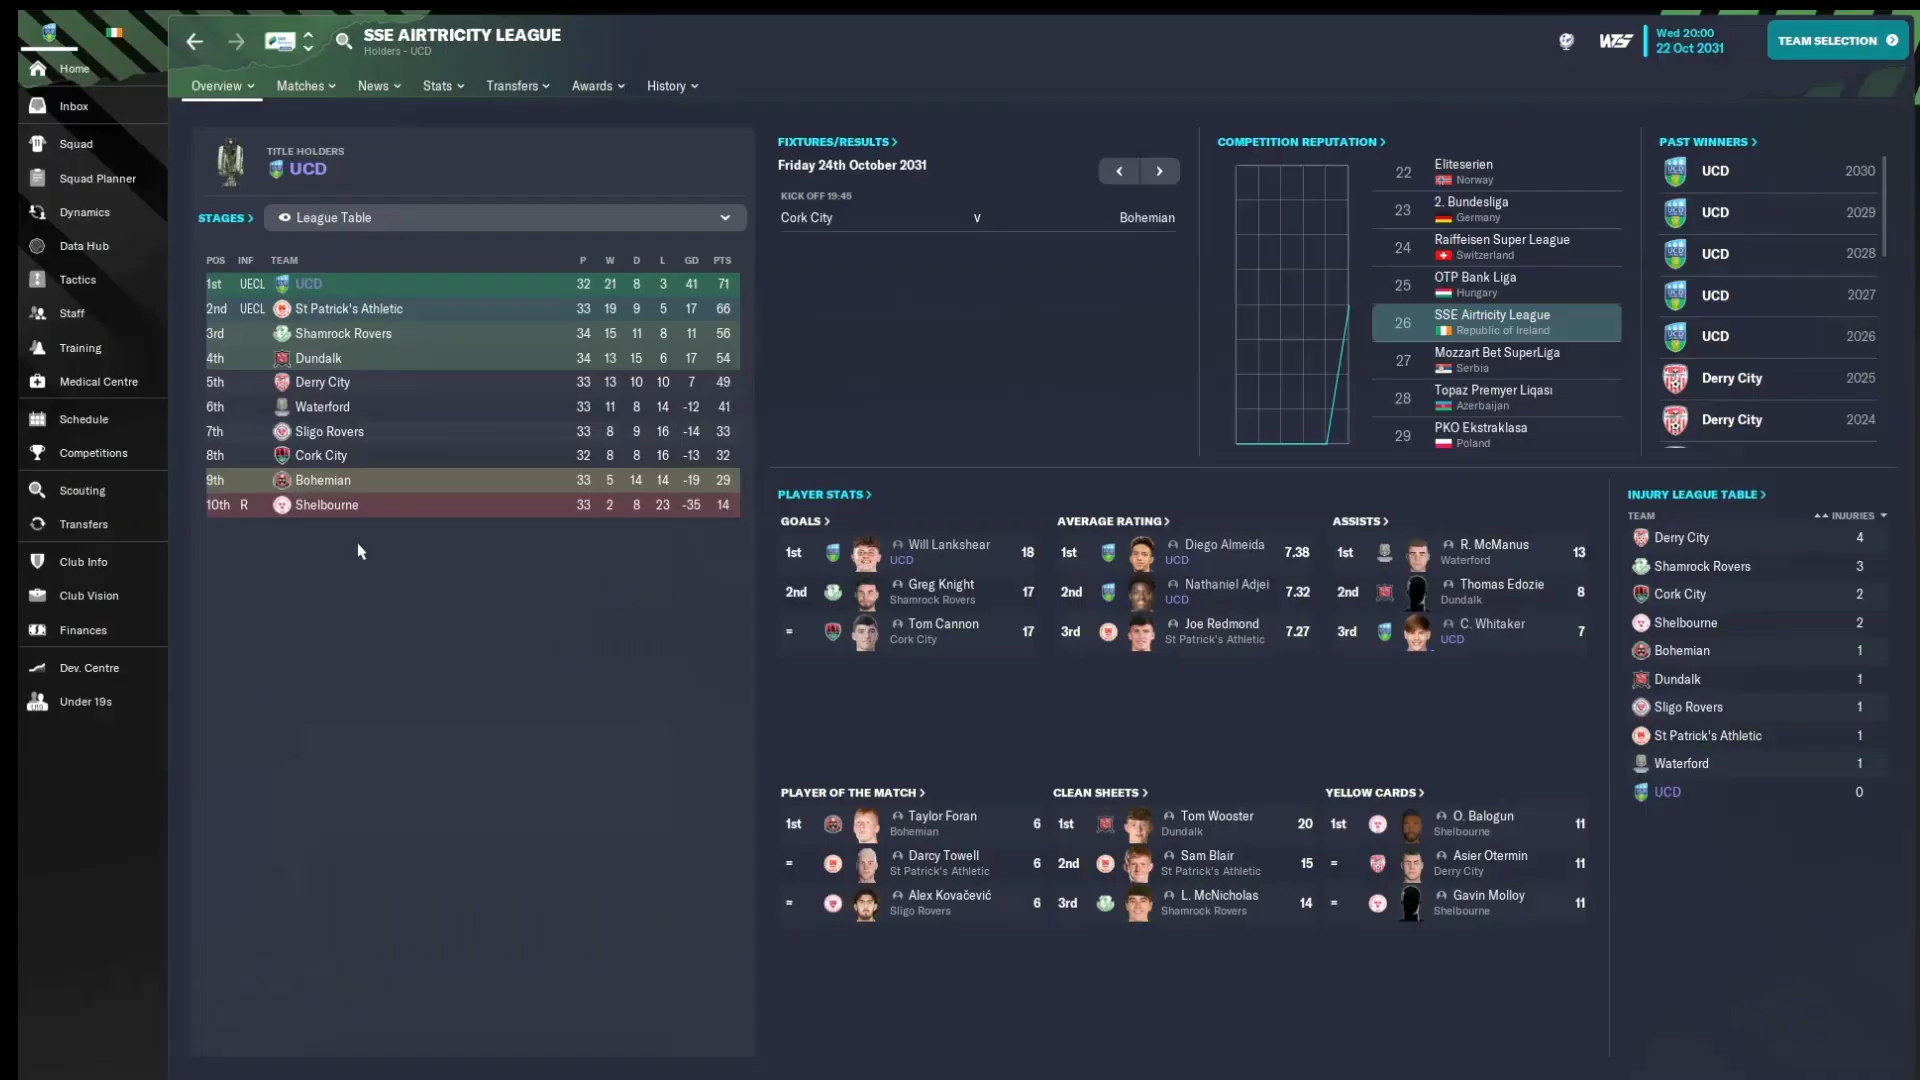 SSE AIRTRICITY LEAGUE
Holders - UCD
Wed 20:00
22 Oct 2031
TEAM SELECTION
Overview
Matches
News
Stats
Transfers
Awards
History
Home
Inbox
Squad
Squad Planner
Dynamics
Data Hub
Tactics
Staff
Training
Medical Centre
Schedule
Competitions
Scouting
Transfers
Club Info
Club Vision
Finances
Dev. Centre
Under 19s
TITLE HOLDERS
UCD
STAGES
League Table
POS INF TEAM P W D L GD PTS
1st UECL UCD 32 21 8 3 41 71
2nd UECL St Patrick's Athletic 33 19 9 5 17 66
3rd Shamrock Rovers 34 15 11 8 11 56
4th Dundalk 34 13 15 6 17 54
5th Derry City 33 13 10 10 7 49
6th Waterford 33 11 8 14 -12 41
7th Sligo Rovers 33 8 9 16 -14 33
8th Cork City 32 8 8 16 -13 32
9th Bohemian 33 5 14 14 -19 29
10th R Shelbourne 33 2 8 23 -35 14
FIXTURES/RESULTS
Friday 24th October 2031
KICK OFF 19:45
Cork City v Bohemian
COMPETITION REPUTATION
22 Eliteserien
Norway
23 2. Bundesliga
Germany
24 Raiffeisen Super League
Switzerland
25 OTP Bank Liga
Hungary
26 SSE Airtricity League
Republic of Ireland
27 Mozzart Bet SuperLiga
Serbia
28 Topaz Premyer Liqası
Azerbaijan
29 PKO Ekstraklasa
Poland
PAST WINNERS
UCD 2030
UCD 2029
UCD 2028
UCD 2027
UCD 2026
Derry City 2025
Derry City 2024
PLAYER STATS
GOALS
1st Will Lankshear 18
UCD
2nd Greg Knight 17
Shamrock Rovers
= Tom Cannon 17
Cork City
AVERAGE RATING
1st Diego Almeida 7.38
UCD
2nd Nathaniel Adjei 7.32
UCD
3rd Joe Redmond 7.27
St Patrick's Athletic
ASSISTS
1st R. McManus 13
Waterford
2nd Thomas Edozie 8
Dundalk
3rd C. Whitaker 7
UCD
PLAYER OF THE MATCH
1st Taylor Foran 6
Bohemian
= Darcy Towell 6
St Patrick's Athletic
= Alex Kovačević 6
Sligo Rovers
CLEAN SHEETS
1st Tom Wooster 20
Dundalk
2nd Sam Blair 15
St Patrick's Athletic
3rd L. McNicholas 14
Shamrock Rovers
YELLOW CARDS
1st O. Balogun 11
Shelbourne
= Asier Otermin 11
Derry City
= Gavin Molloy 11
Shelbourne
INJURY LEAGUE TABLE
TEAM INJURIES
Derry City 4
Shamrock Rovers 3
Cork City 2
Shelbourne 2
Bohemian 1
Dundalk 1
Sligo Rovers 1
St Patrick's Athletic 1
Waterford 1
UCD 0